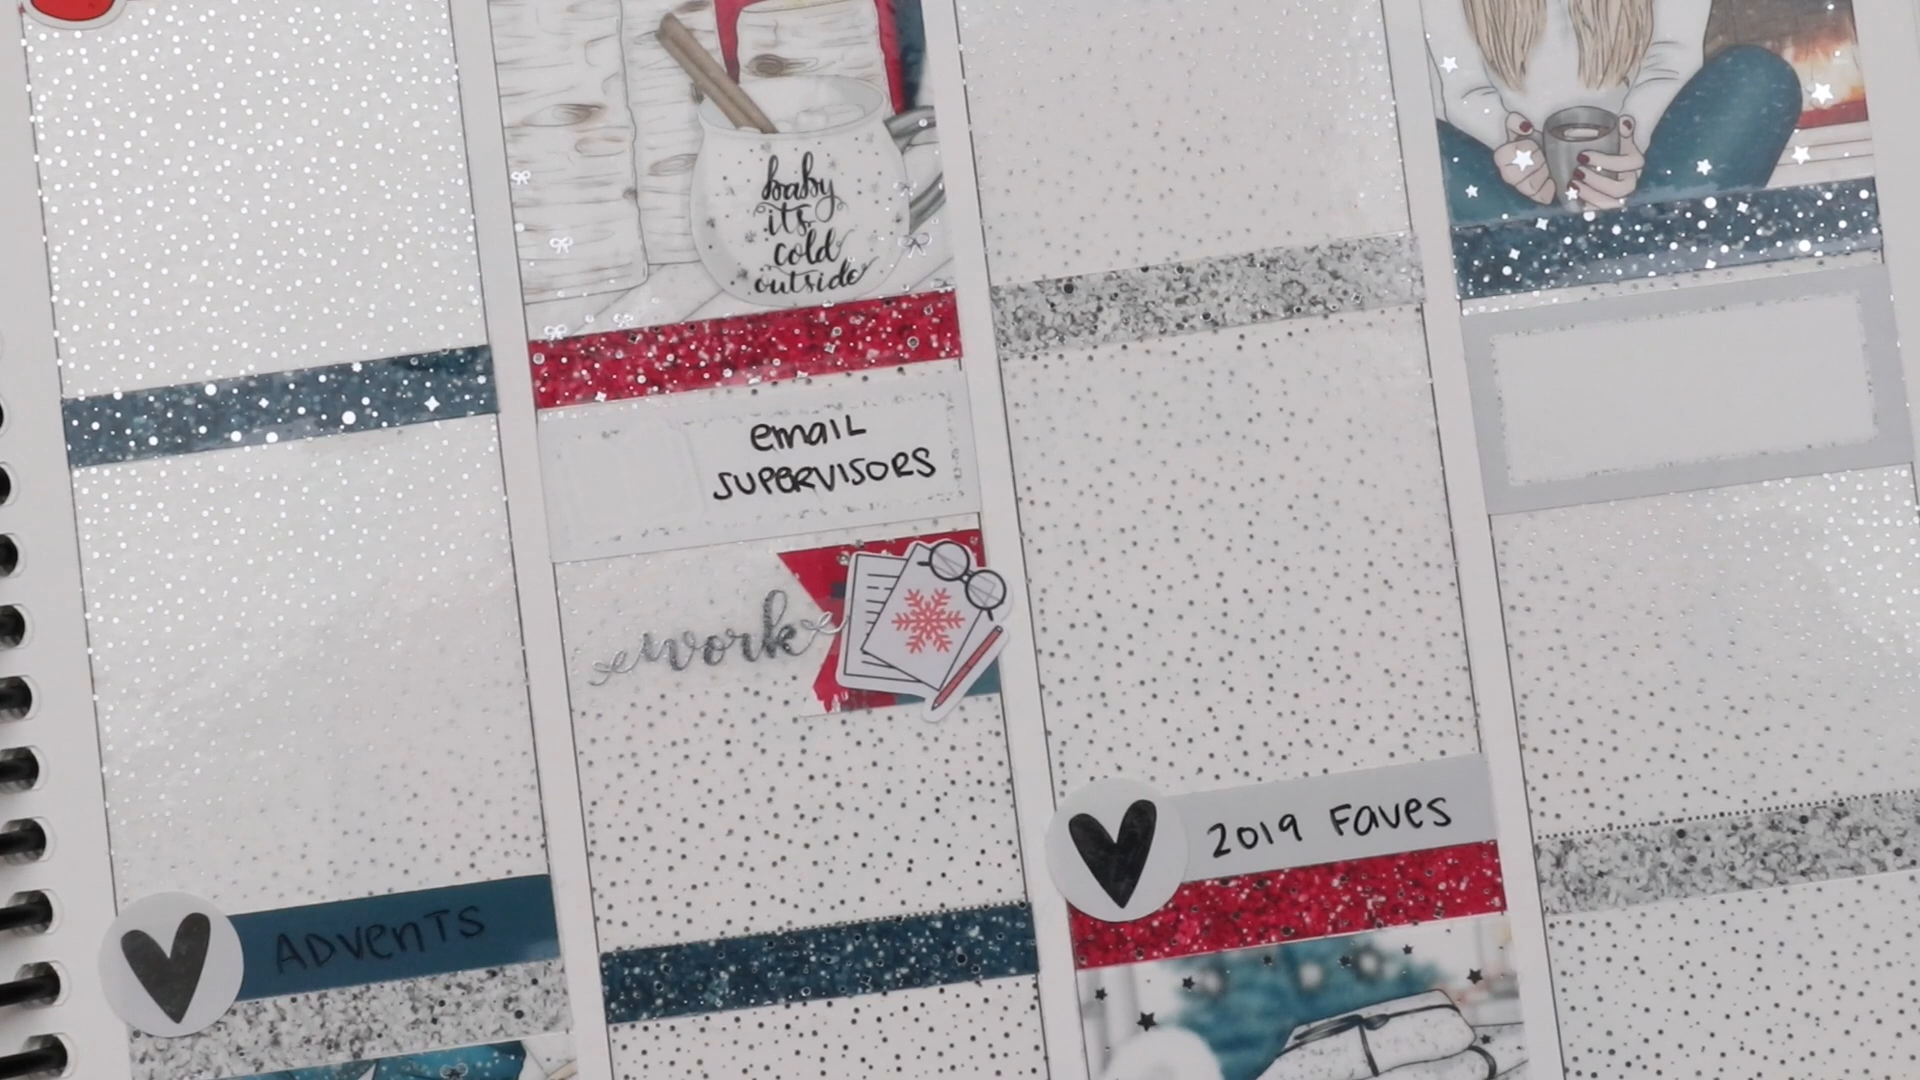 baby
it's
cold
outside
email
SUPERVISORS
work
2019 Faves
ADvenTS